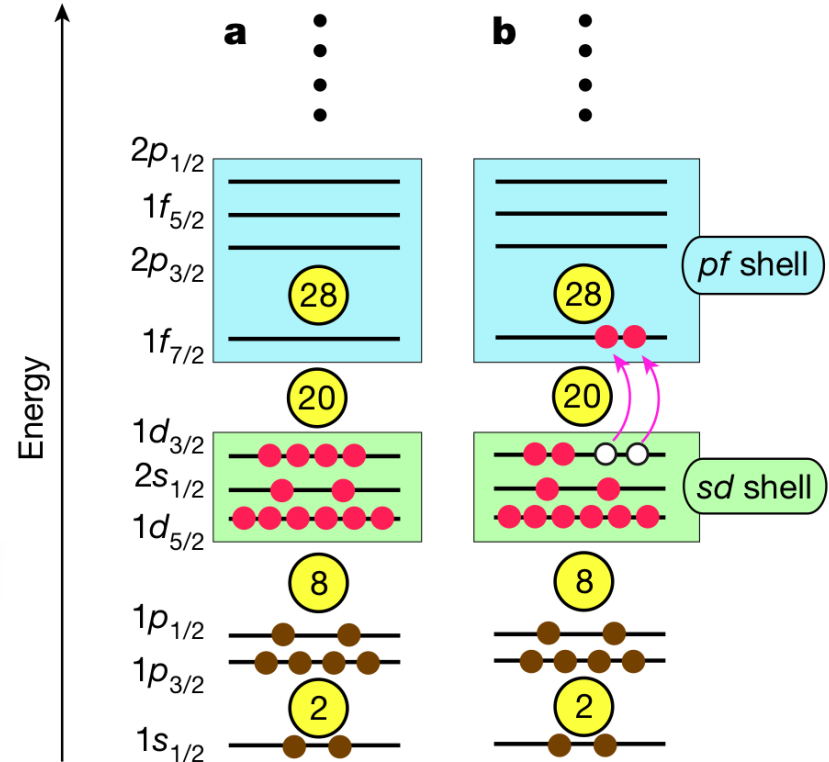 a b
2p1/2
1f5/2
2p3/2
28 28
pf shell
1f7/2
20 20
Energy
1d3/2
2s1/2
sd shell
1d5/2
8 8
1p1/2
1p3/2
2 2
1s1/2